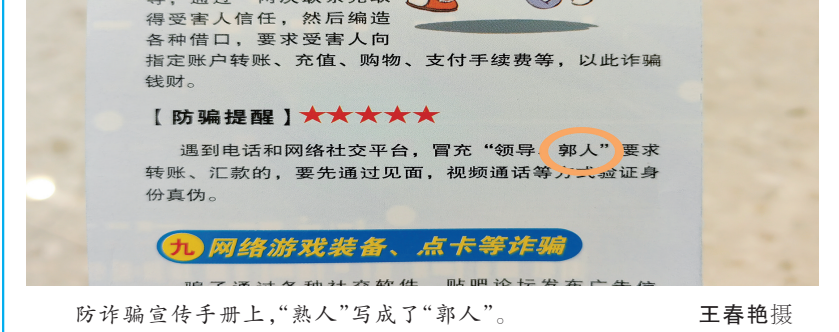 得受害人信任，然后编造
各种借口，要求受害人向
指定账户转账、充值、购物、支付手续费等，以此诈骗
钱财。
【防骗提醒】★★★★★
遇到电话和网络社交平台，冒充“领导、郭人”要求
转账、汇款的，要先通过见面，视频通话等方式验证身
份真伪。
九 网络游戏装备、点卡等诈骗
防诈骗宣传手册上，“熟人”写成了“郭人”。
王春艳摄